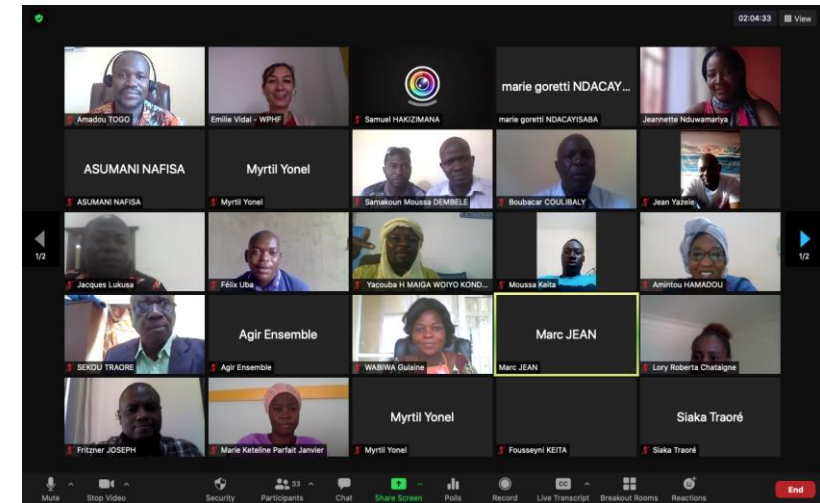 02:04:33 View
Amadou TOGO
Emilie Vidal - WPHF
Samuel HAKIZIMANA
marie goretti NDACAY...
marie goretti NDACAYISABA
Jeannette Nduwamariya
ASUMANI NAFISA
ASUMANI NAFISA
Myrtil Yonel
Myrtil Yonel
Samakoun Moussa DEMBELE
Boubacar COULIBALY
Jean Yazele
1/2
Jacques Lukusa
Félix Uba
Yacouba H MAIGA WOIYO KOND...
Moussa Keita
Amintou HAMADOU
1/2
SEKOU TRAORE
Agir Ensemble
Agir Ensemble
WABIWA Gulaine
Marc JEAN
Marc JEAN
Lory Roberta Chataigne
Fritzner JOSEPH
Marie Keteline Parfait Janvier
Myrtil Yonel
Myrtil Yonel
Fousseyni KEITA
Siaka Traoré
Siaka Traoré
Mute
Stop Video
Security
33
Participants
Chat
Share Screen
Polls
Record
CC
Live Transcript
Breakout Rooms
Reactions
End